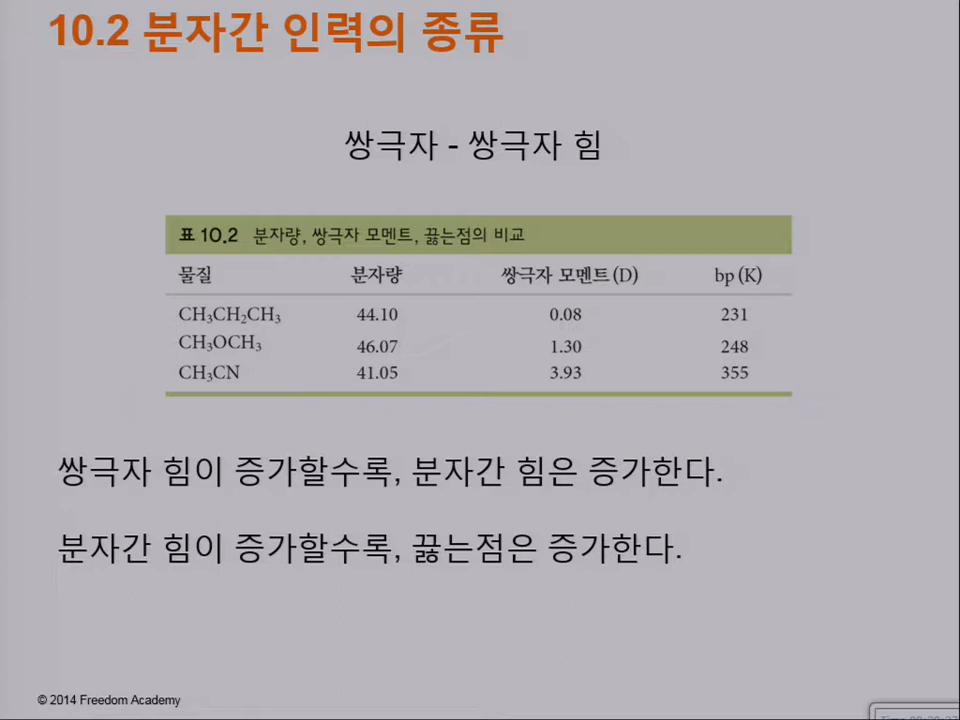 10.2 분자간 인력의 종류
쌍극자 - 쌍극자 힘
표 10.2 분자량, 쌍극자 모멘트, 끓는점의 비교
물질 분자량 쌍극자 모멘트 (D) bp (K)
CH₃CH₂CH₃ 44.10 0.08 231
CH₃OCH₃ 46.07 1.30 248
CH₃CN 41.05 3.93 355
쌍극자 힘이 증가할수록, 분자간 힘은 증가한다.
분자간 힘이 증가할수록, 끓는점은 증가한다.
© 2014 Freedom Academy